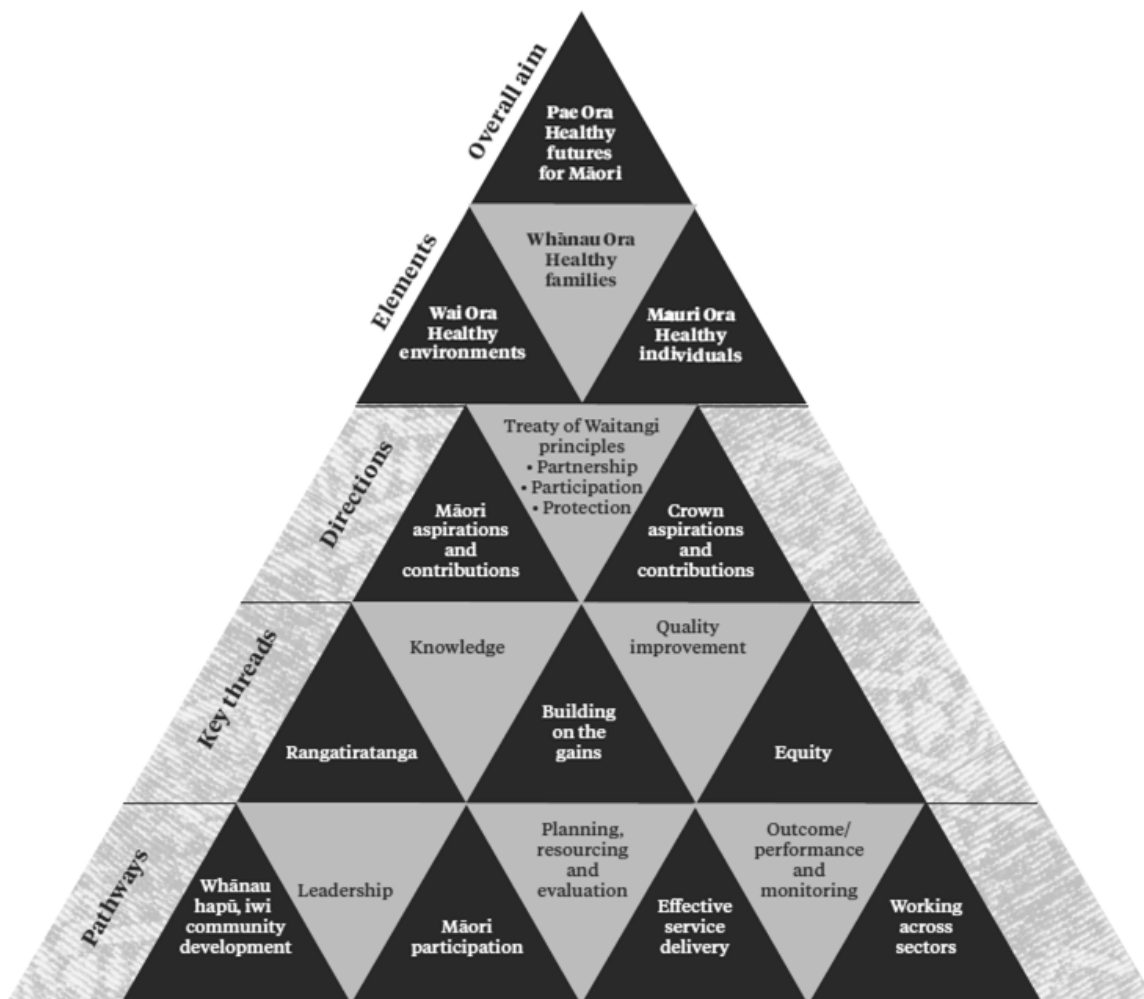 Overall aim
Pae Ora
Healthy
futures
for Māori
Elements
Whānau Ora
Healthy
families
Wai Ora
Healthy
environments
Mauri Ora
Healthy
individuals
Directions
Treaty of Waitangi
principles
• Partnership
• Participation
• Protection
Māori
aspirations
and
contributions
Crown
aspirations
and
contributions
Key threads
Knowledge
Quality
improvement
Rangatiratanga
Building
on the
gains
Equity
Pathways
Whānau
hapū, iwi
community
development
Leadership
Māori
participation
Planning,
resourcing
and
evaluation
Effective
service
delivery
Outcome/
performance
and
monitoring
Working
across
sectors